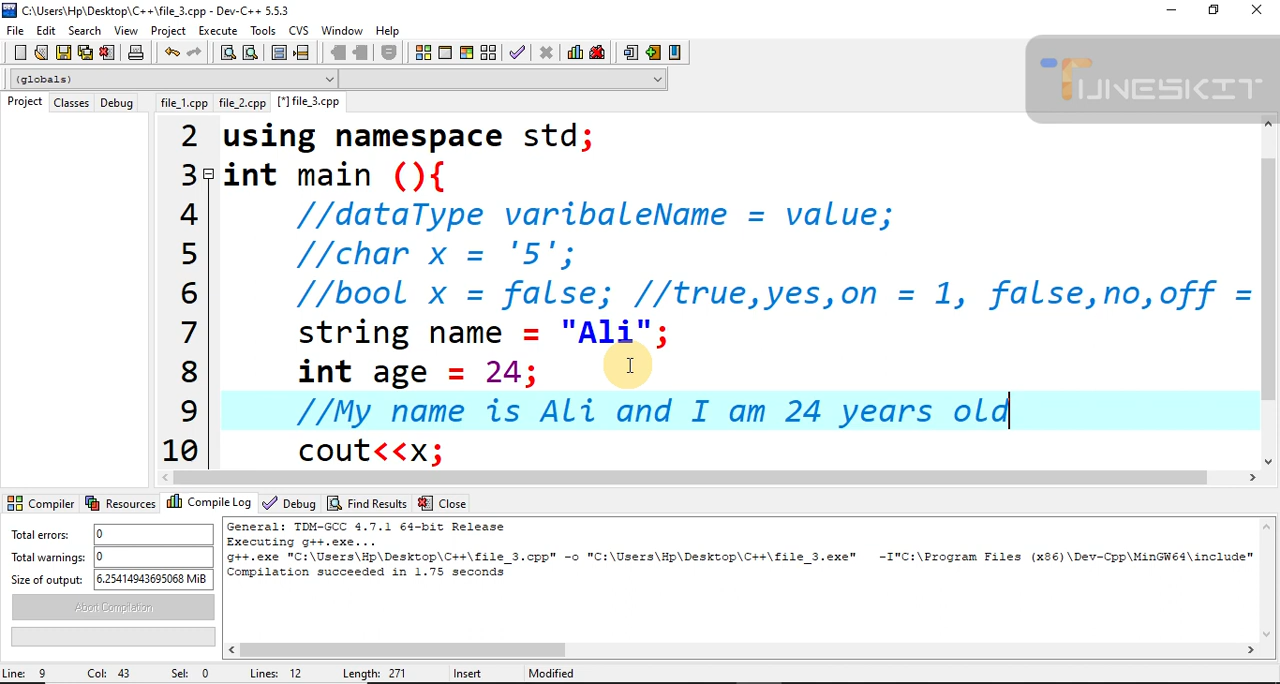 C:\Users\Hp\Desktop\C++\file_3.cpp - Dev-C++ 5.5.3
File Edit Search View Project Execute Tools CVS Window Help
(globals)
TUNESKIT
Project Classes Debug file_1.cpp file_2.cpp [*] file_3.cpp
2 using namespace std;
3 int main (){
4 //dataType varibaleName = value;
5 //char x = '5';
6 //bool x = false; //true,yes,on = 1, false,no,off =
7 string name = "Ali";
8 int age = 24;
9 //My name is Ali and I am 24 years old
10 cout<<x;
Compiler Resources Compile Log Debug Find Results Close
Total errors: 0
Total warnings: 0
Size of output: 6.25414943695068 MiB
Abort Compilation
General: TDM-GCC 4.7.1 64-bit Release
Executing g++.exe...
g++.exe "C:\Users\Hp\Desktop\C++\file_3.cpp" -o "C:\Users\Hp\Desktop\C++\file_3.exe" -I"C:\Program Files (x86)\Dev-Cpp\MinGW64\include"
Compilation succeeded in 1.75 seconds
Line: 9 Col: 43 Sel: 0 Lines: 12 Length: 271 Insert Modified